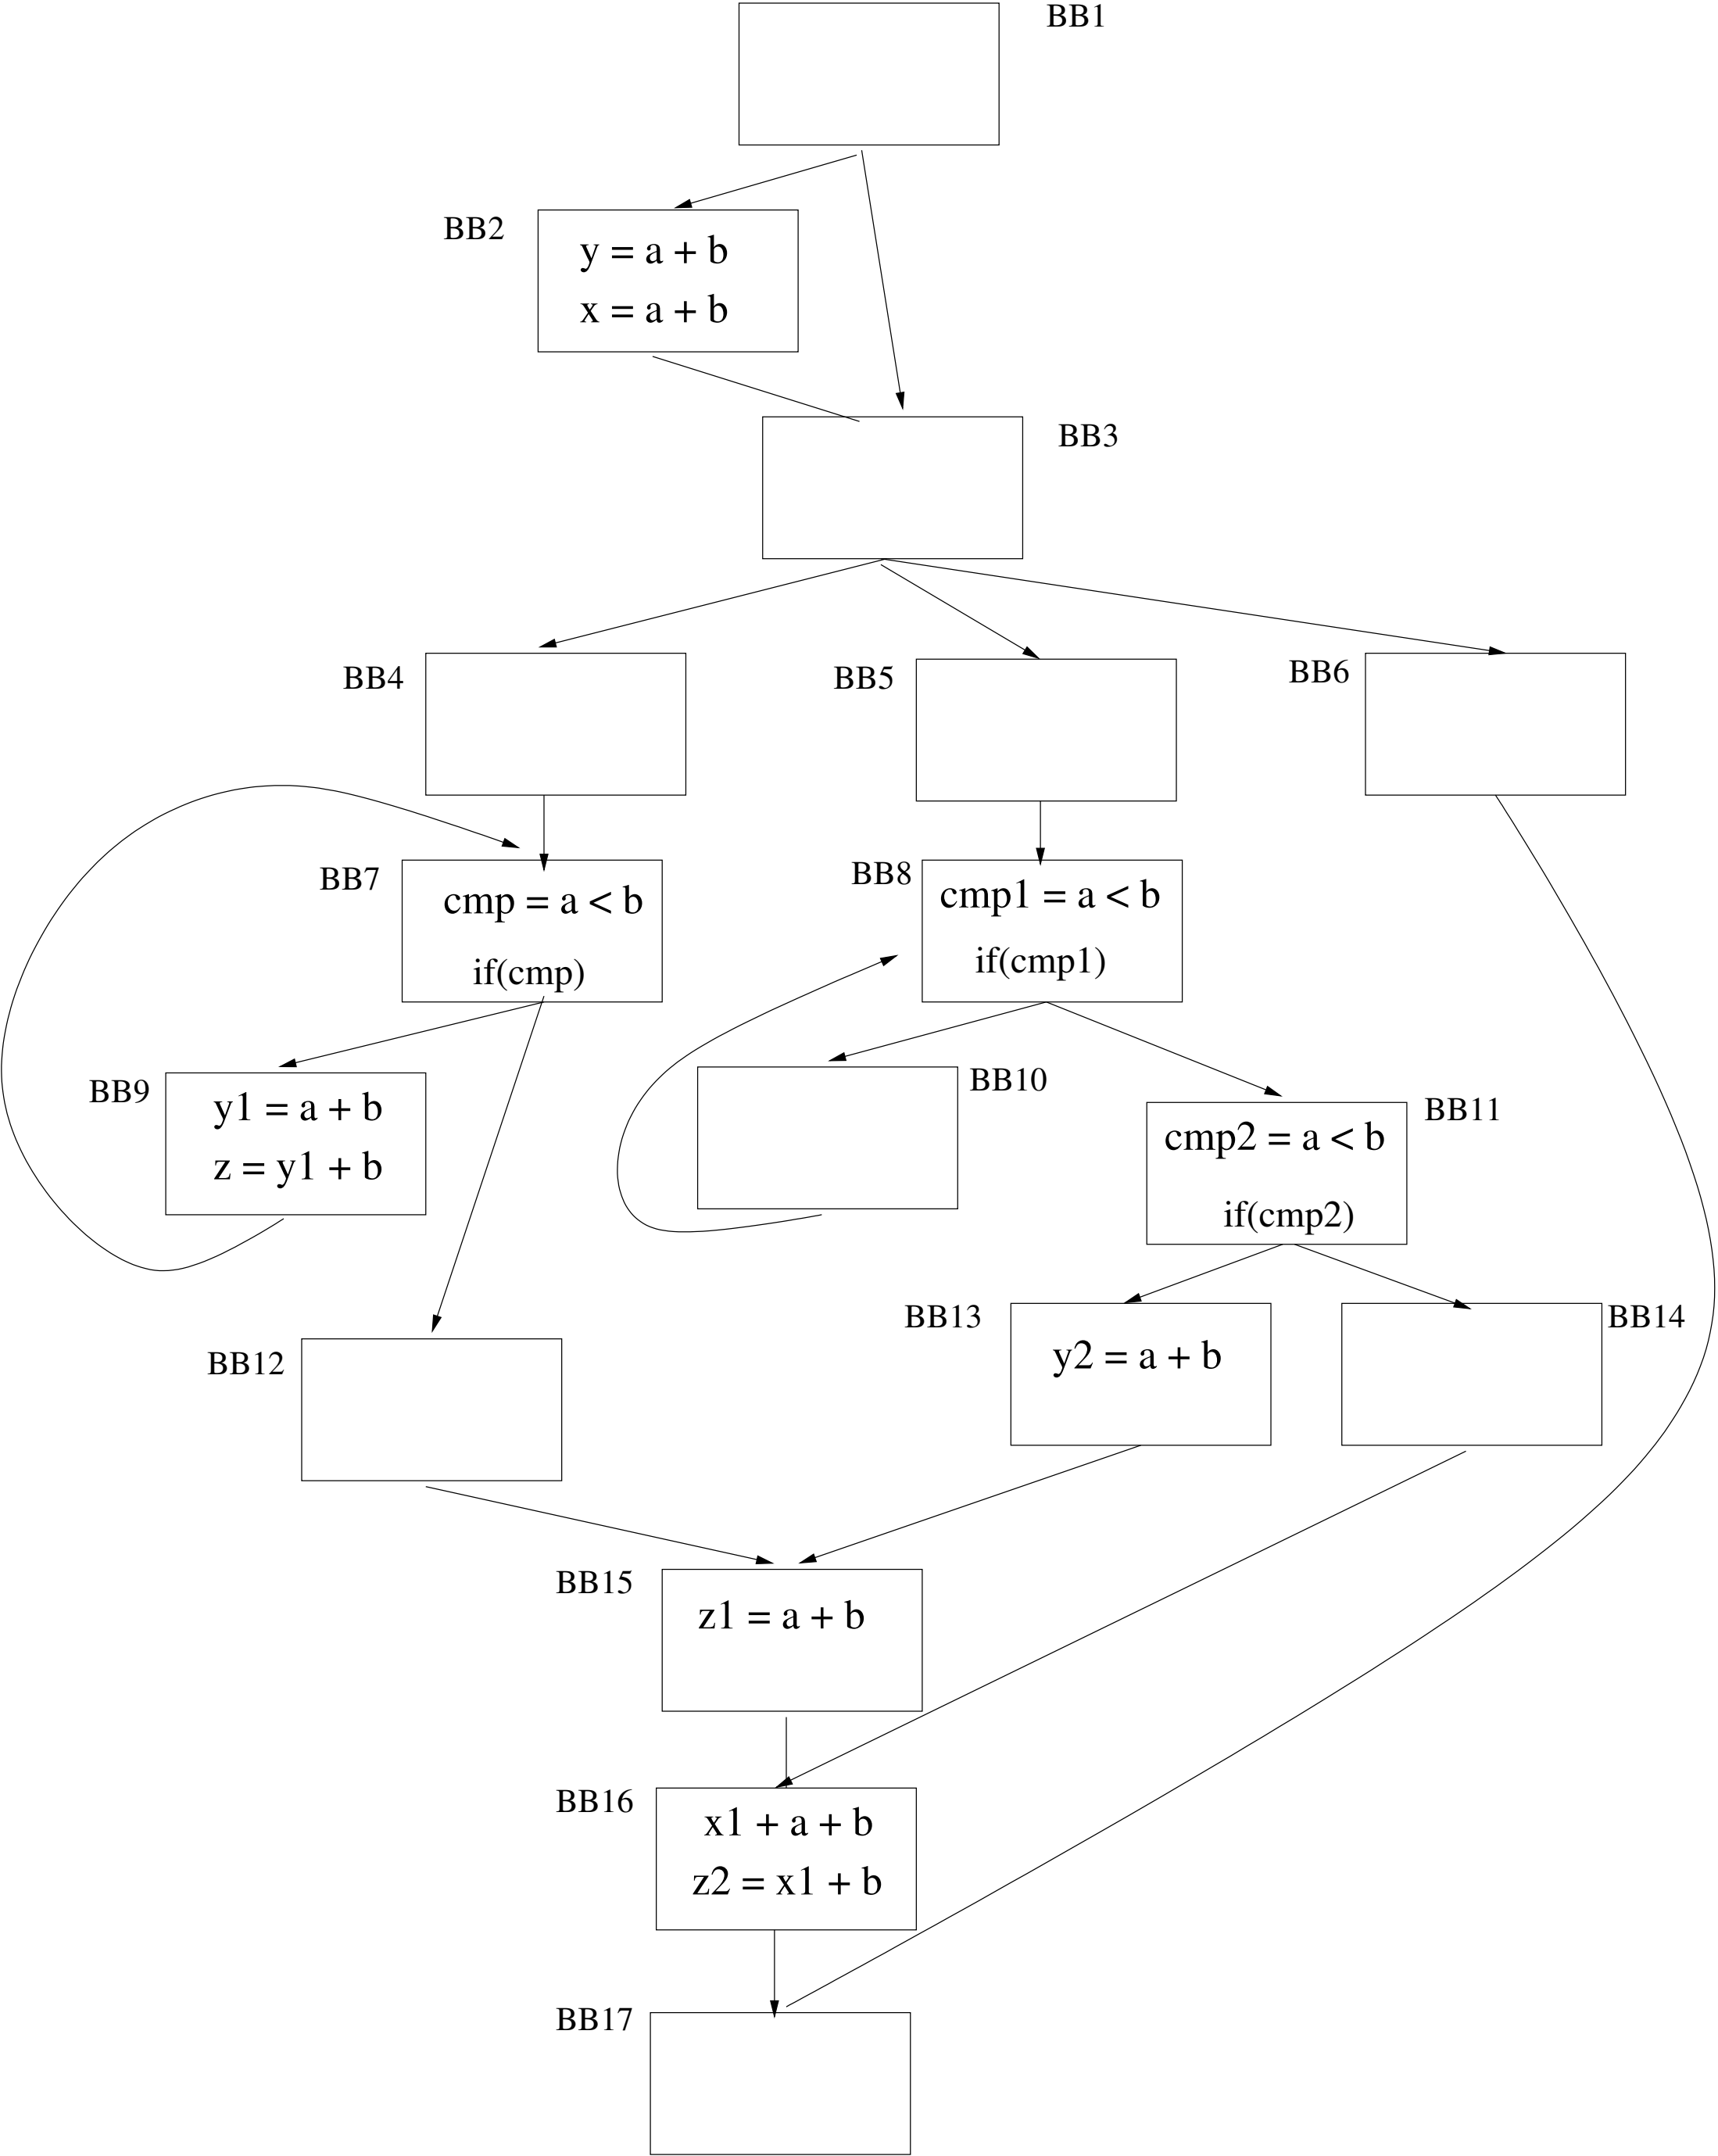 BB1
BB2
y = a + b
x = a + b
BB3
BB4
BB5
BB6
BB7
cmp = a < b
if(cmp)
BB8
cmp1 = a < b
if(cmp1)
BB9
y1 = a + b
z = y1 + b
BB10
BB11
cmp2 = a < b
if(cmp2)
BB12
BB13
y2 = a + b
BB14
BB15
z1 = a + b
BB16
x1 + a + b
z2 = x1 + b
BB17